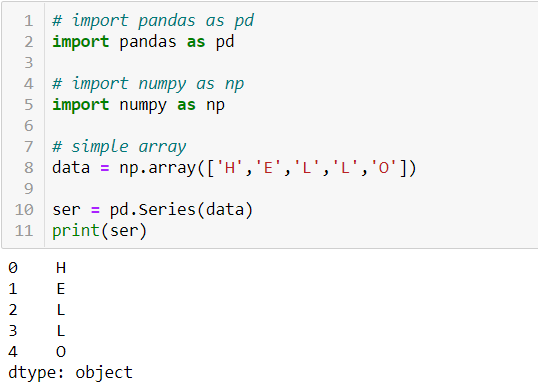 1 # import pandas as pd
2 import pandas as pd
3
4 # import numpy as np
5 import numpy as np
6
7 # simple array
8 data = np.array(['H','E','L','L','O'])
9
10 ser = pd.Series(data)
11 print(ser)
0    H
1    E
2    L
3    L
4    O
dtype: object